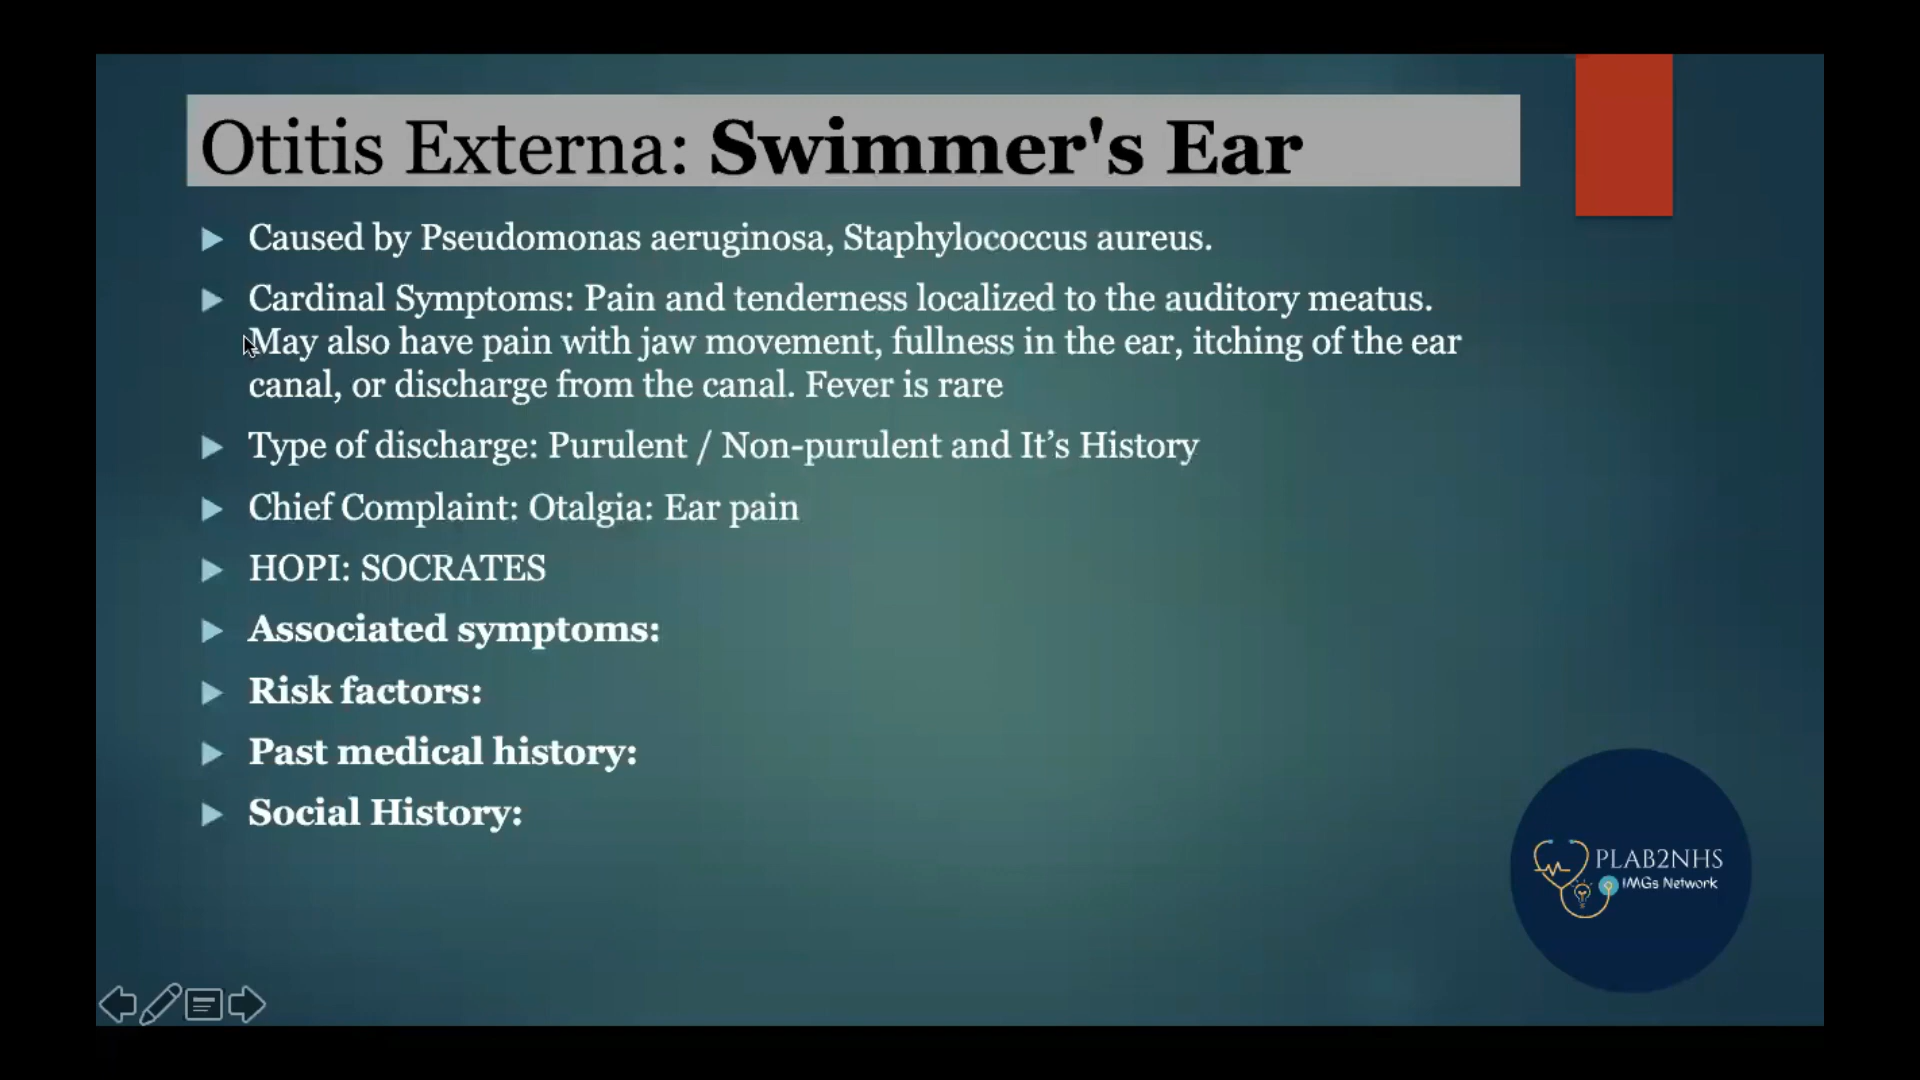 Otitis Externa: Swimmer's Ear
Caused by Pseudomonas aeruginosa, Staphylococcus aureus.
Cardinal Symptoms: Pain and tenderness localized to the auditory meatus.
May also have pain with jaw movement, fullness in the ear, itching of the ear
canal, or discharge from the canal. Fever is rare
Type of discharge: Purulent / Non-purulent and It’s History
Chief Complaint: Otalgia: Ear pain
HOPI: SOCRATES
Associated symptoms:
Risk factors:
Past medical history:
Social History:
PLAB2NHS
IMGs Network